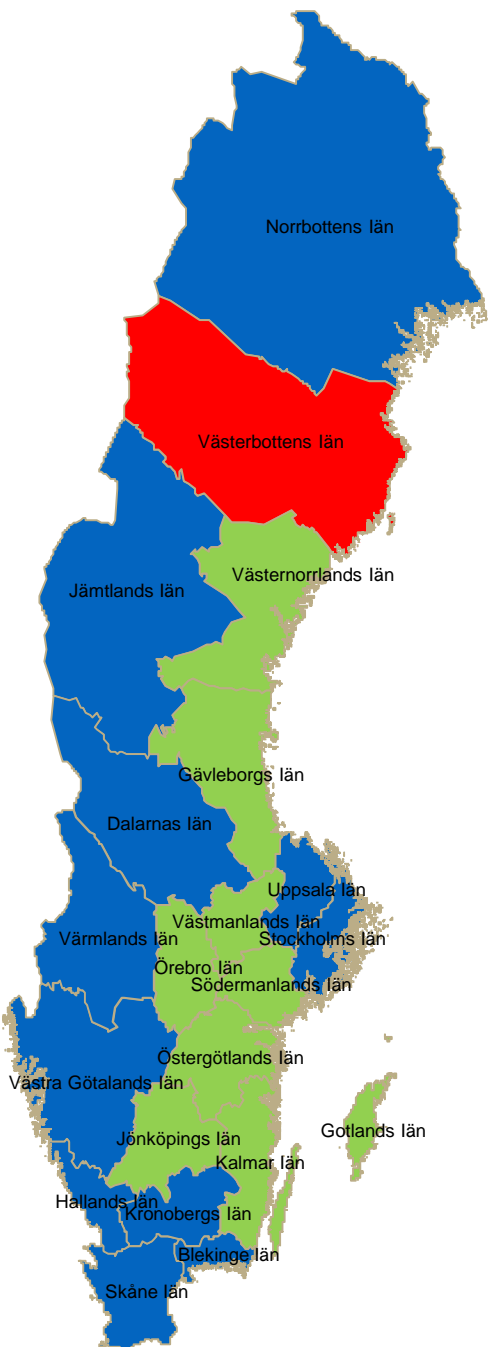 Norrbottens län
Västerbottens län
Västernorrlands län
Jämtlands län
Gävleborgs län
Dalarnas län
Uppsala län
Västmanlands län
Värmlands län
Stockholms län
Örebro län
Södermanlands län
Östergötlands län
Västra Götalands län
Gotlands län
Jönköpings län
Kalmar län
Hallands län
Kronobergs län
Blekinge län
Skåne län